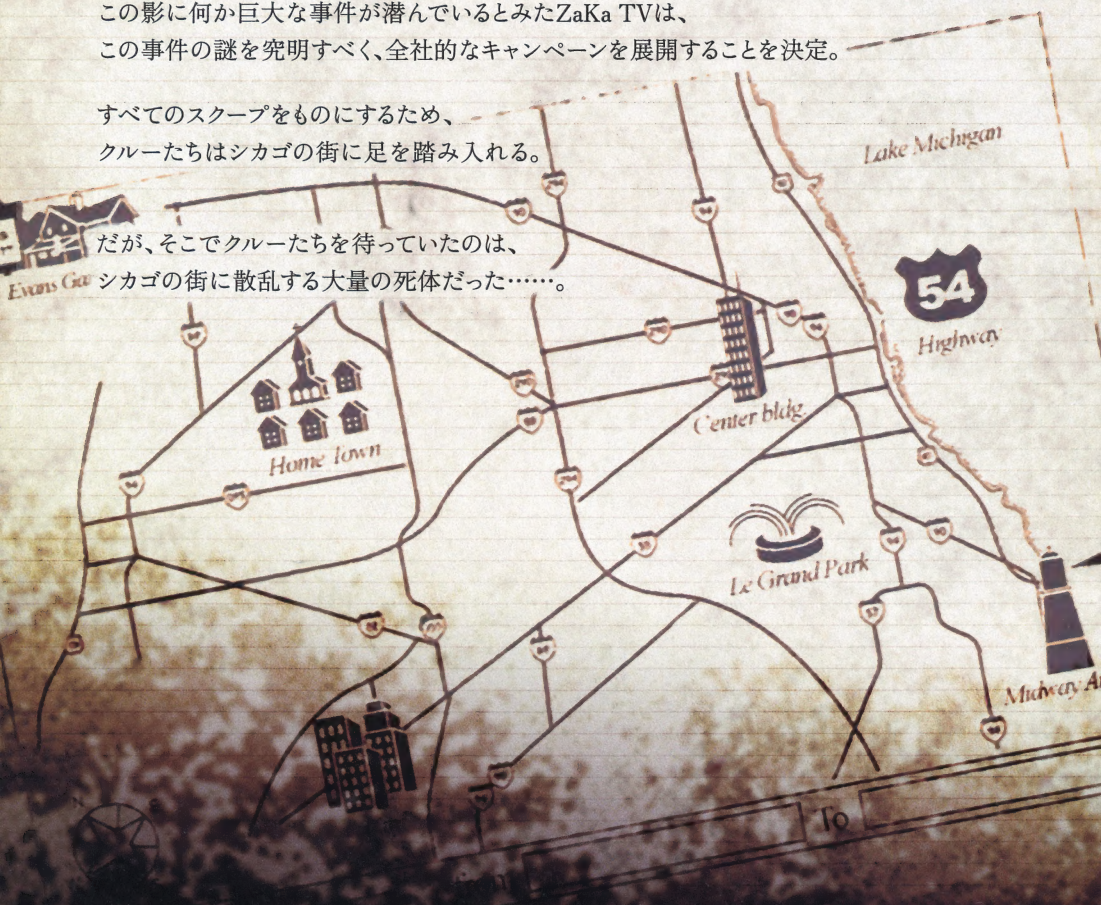 この影に何か巨大な事件が潜んでいるとみたZaKa TVは、
この事件の謎を究明すべく、全社的なキャンペーンを展開することを決定。
すべてのスクープをものにするため、
クルーたちはシカゴの街に足を踏み入れる。
だが、そこでクルーたちを待っていたのは、
シカゴの街に散乱する大量の死体だった……。
Lake Michigan
Evans
54
Highway
Center bldg.
Home Town
Le Grand Park
Midway
To